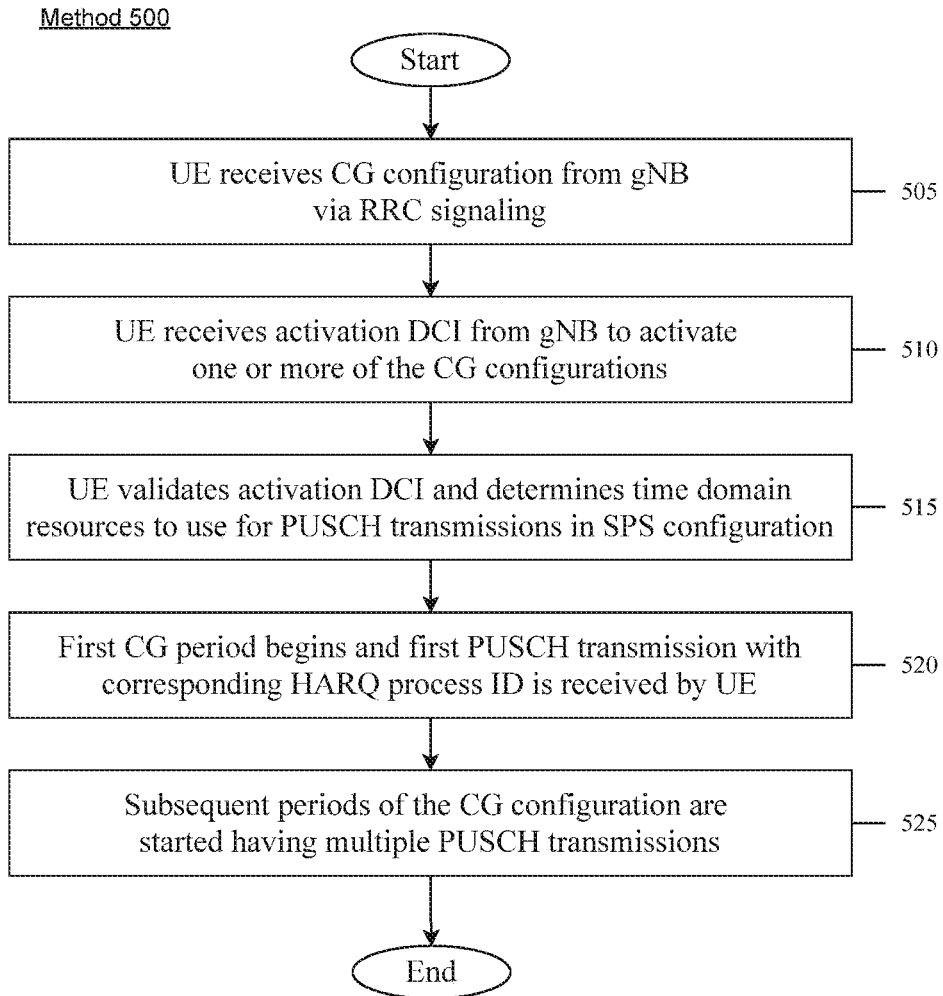 Method 500
Start
UE receives CG configuration from gNB
via RRC signaling
505
UE receives activation DCI from gNB to activate
one or more of the CG configurations
510
UE validates activation DCI and determines time domain
resources to use for PUSCH transmissions in SPS configuration
515
First CG period begins and first PUSCH transmission with
corresponding HARQ process ID is received by UE
520
Subsequent periods of the CG configuration are
started having multiple PUSCH transmissions
525
End